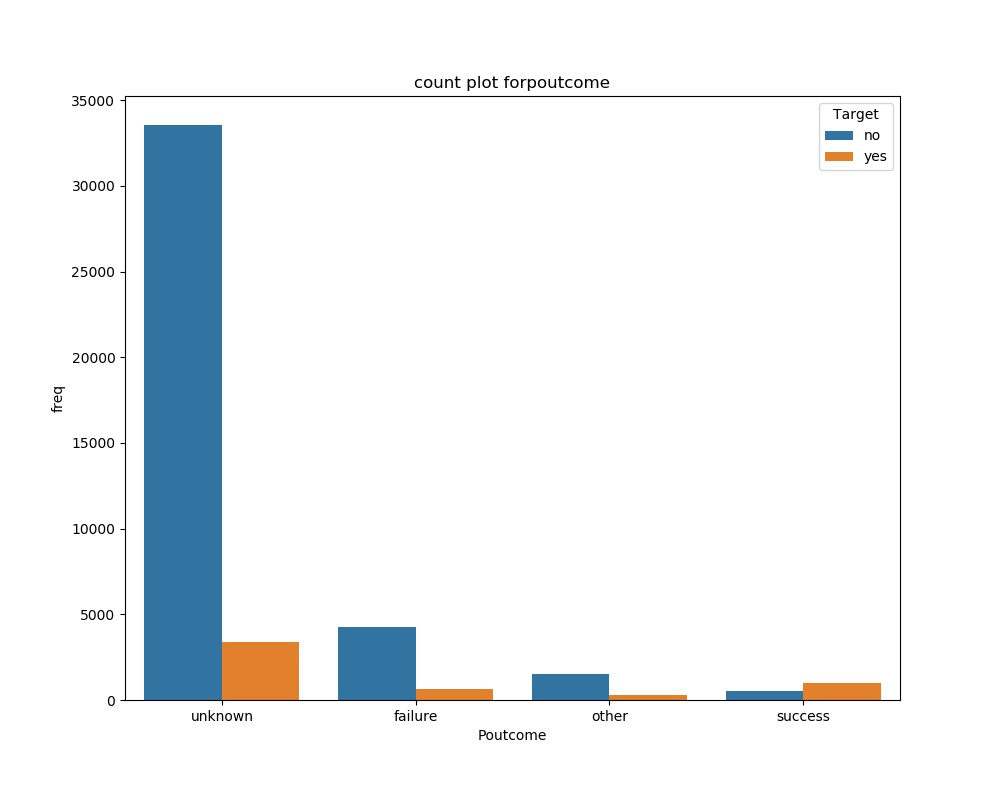 count plot forpoutcome
Target
no
yes
35000
30000
25000
20000
15000
10000
5000
0
freq
unknown failure other success
Poutcome